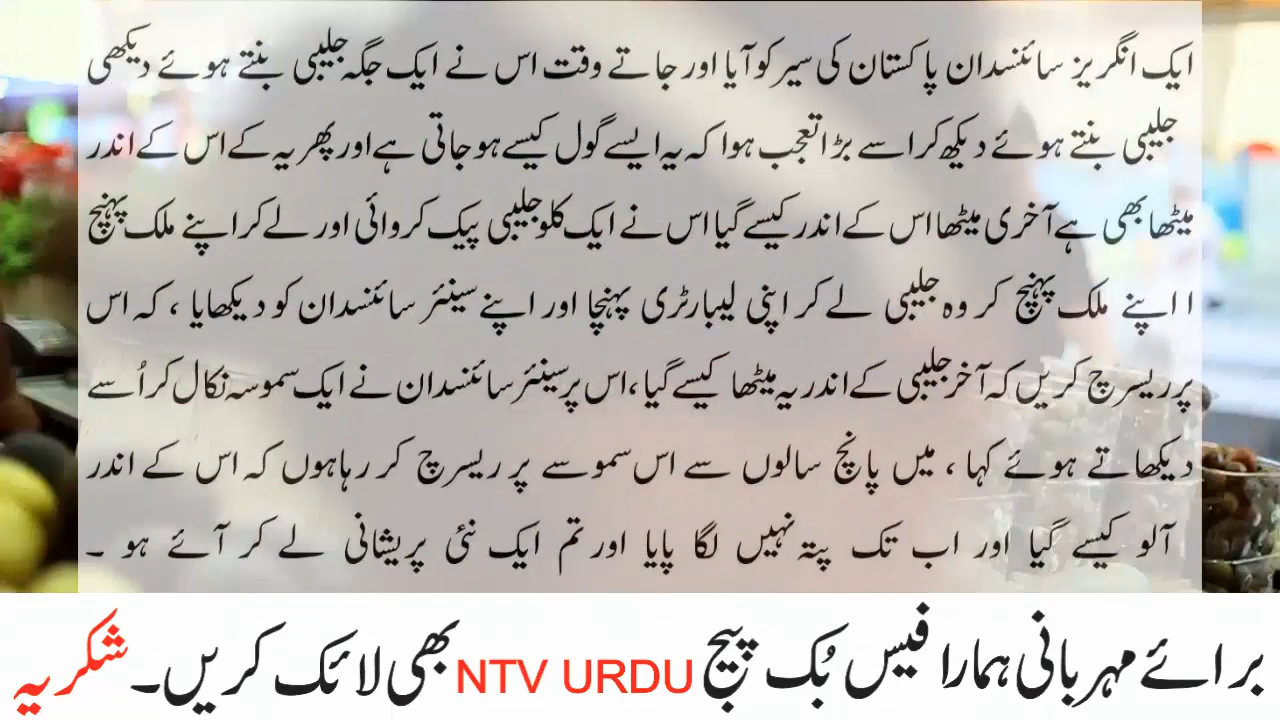 ایک انگریز سائنسدان پاکستان کی سیر کو آیا اور جاتے وقت اس نے ایک جگہ جلیبی بنتے ہوئے دیکھی
جلیبی بنتے ہوئے دیکھ کر اسے بڑا تعجب ہوا کہ یہ ایسے گول کیسے ہو جاتی ہے اور پھر یہ کے اس کے اندر
میٹھا بھی ہے آخری میٹھا اس کے اندر کیسے گیا اس نے ایک کلو جلیبی پیک کروائی اور لے کر اپنے ملک پہنچ
ا اپنے ملک پہنچ کر وہ جلیبی لے کر اپنی لیبارٹری پہنچا اور اپنے سینئر سائنسدان کو دیکھایا ، کہ اس
پر ریسرچ کریں کہ آخر جلیبی کے اندر یہ میٹھا کیسے گیا ، اس پر سینئر سائنسدان نے ایک سموسہ نکال کر اُسے
دیکھاتے ہوئے کہا ، میں پانچ سالوں سے اس سموسے پر ریسرچ کر رہا ہوں کہ اس کے اندر
آلو کیسے گیا اور اب تک پتہ نہیں لگا پایا اور تم ایک نئی پریشانی لے کر آئے ہو ۔
برائے مہربانی ہمارا فیس بُک پیج NTV URDU بھی لائک کریں۔ شکریہ